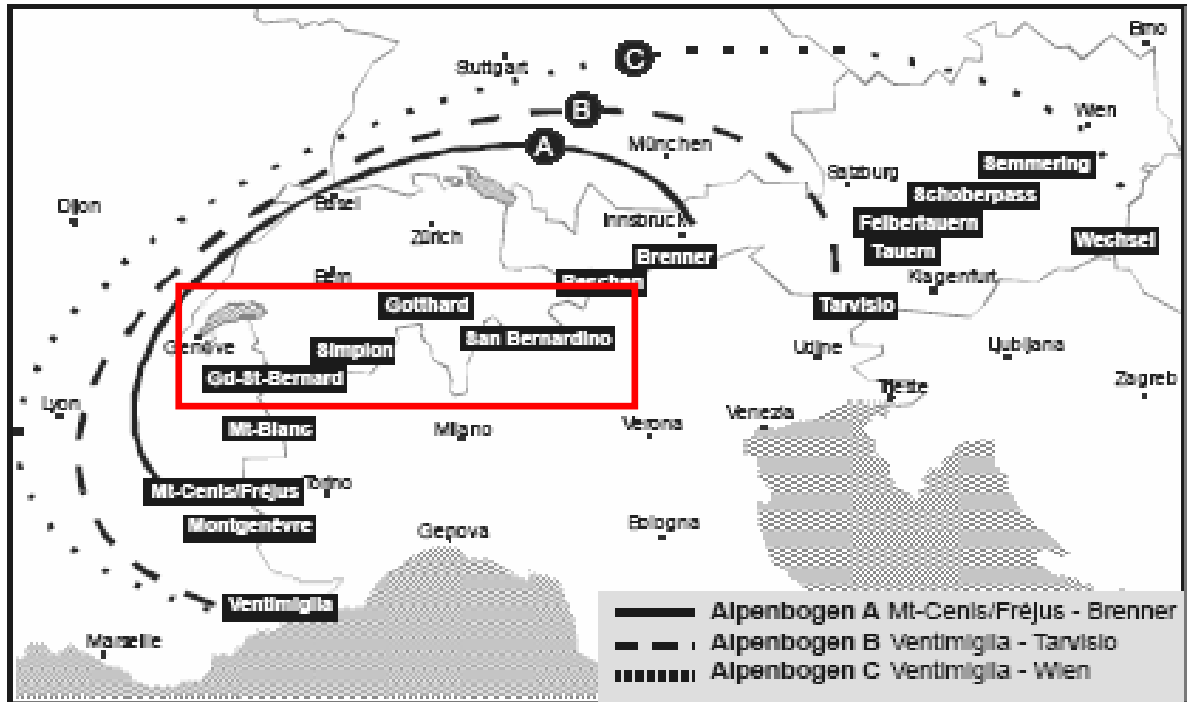 Brno
C
Stuttgart
B
Wien
A
München
Semmering
Salzburg
Schoberpass
Dijon
Basel
Innsbruck
Felbertauern
Zürich
Wechsel
Tauern
Brenner
Bern
Reschen
Klagenfurt
Gotthard
Tarvisio
San Bernardino
Genève
Simplon
Udine
Ljubljana
Gd-St-Bernard
Zagreb
Lyon
Trieste
Venezia
Mt-Blanc
Milano
Verona
Mt-Cenis/Fréjus
Torino
Montgenèvre
Genova
Bologna
Ventimiglia
Marseille
Alpenbogen A Mt-Cenis/Fréjus - Brenner
Alpenbogen B Ventimiglia - Tarvisio
Alpenbogen C Ventimiglia - Wien